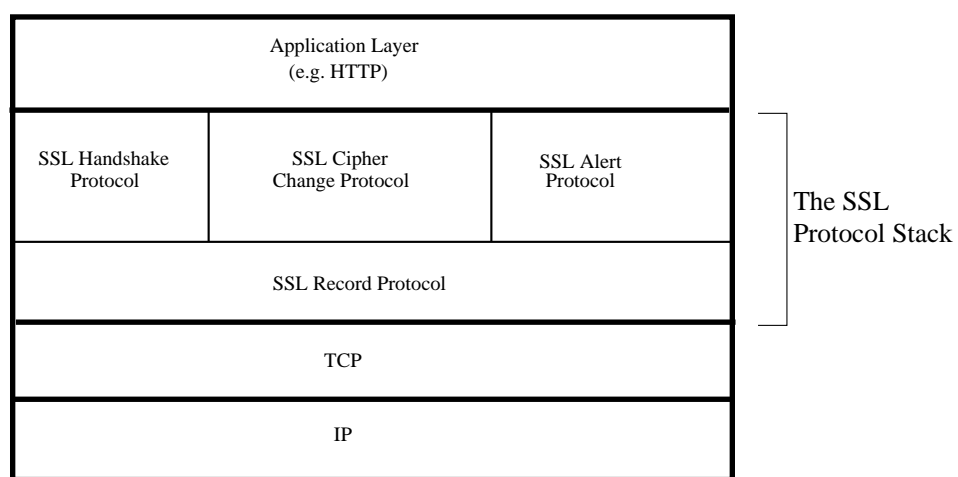 Application Layer
(e.g. HTTP)
SSL Handshake
Protocol
SSL Cipher
Change Protocol
SSL Alert
Protocol
The SSL
Protocol Stack
SSL Record Protocol
TCP
IP